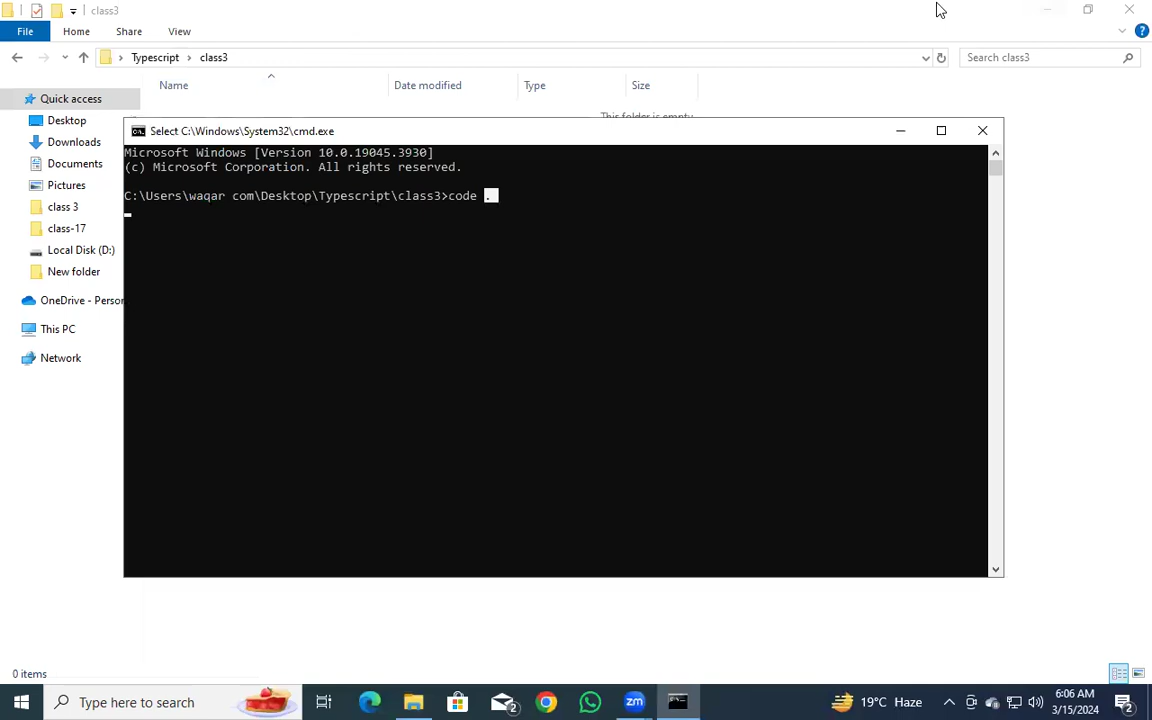 class3
File
Home
Share
View
Typescript
class3
Search class3
Name
Date modified
Type
Size
Quick access
Desktop
Downloads
Documents
Pictures
class 3
class-17
Local Disk (D:)
New folder
OneDrive - Person
This PC
Network
This folder is empty.
Select C:\Windows\System32\cmd.exe
Microsoft Windows [Version 10.0.19045.3930]
(c) Microsoft Corporation. All rights reserved.
C:\Users\waqar com\Desktop\Typescript\class3>code .
0 items
Type here to search
2
zm
19°C Haze
6:06 AM
3/15/2024
2